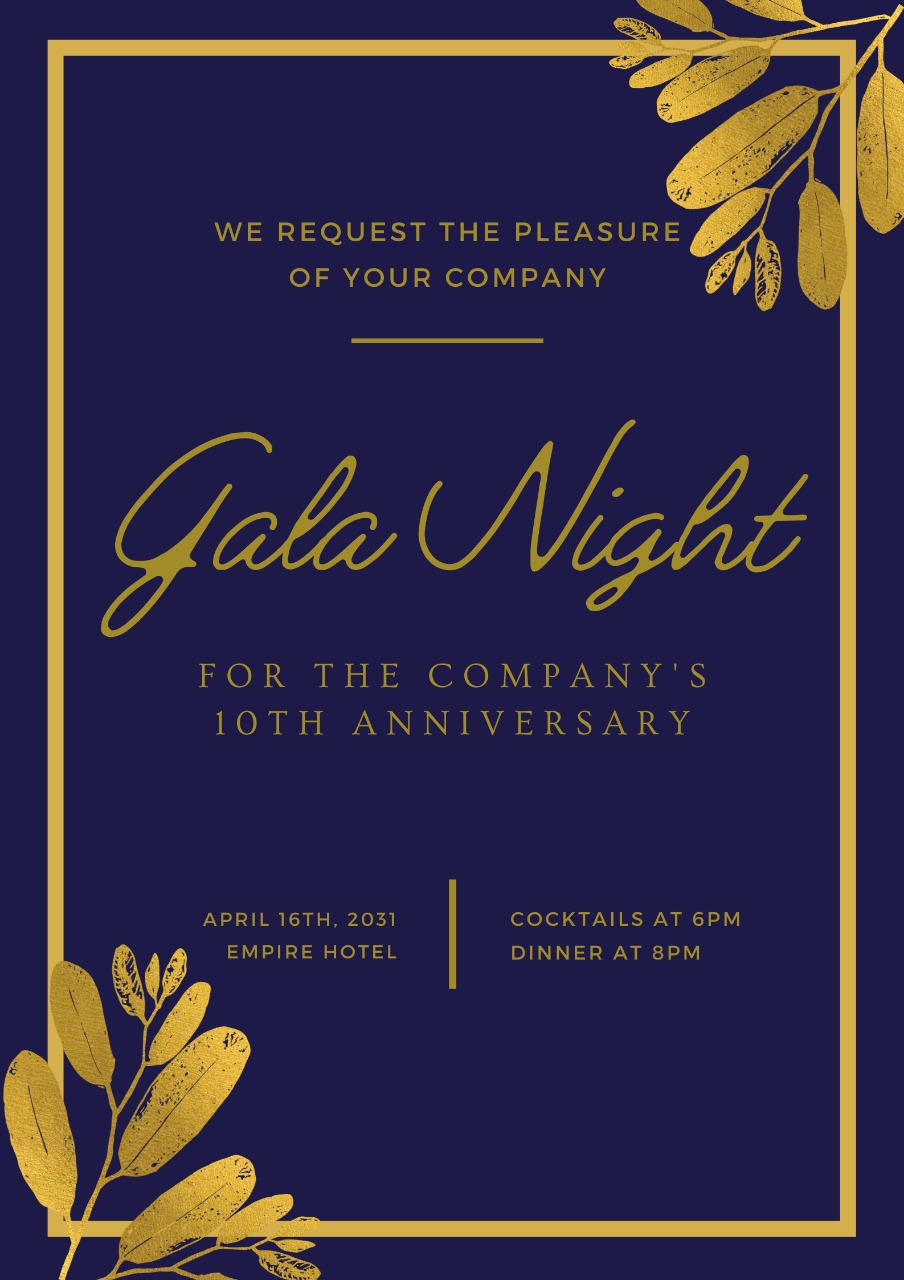 WE REQUEST THE PLEASURE
OF YOUR COMPANY
Gala Night
FOR THE COMPANY'S
10TH ANNIVERSARY
APRIL 16TH, 2031
EMPIRE HOTEL
COCKTAILS AT 6PM
DINNER AT 8PM